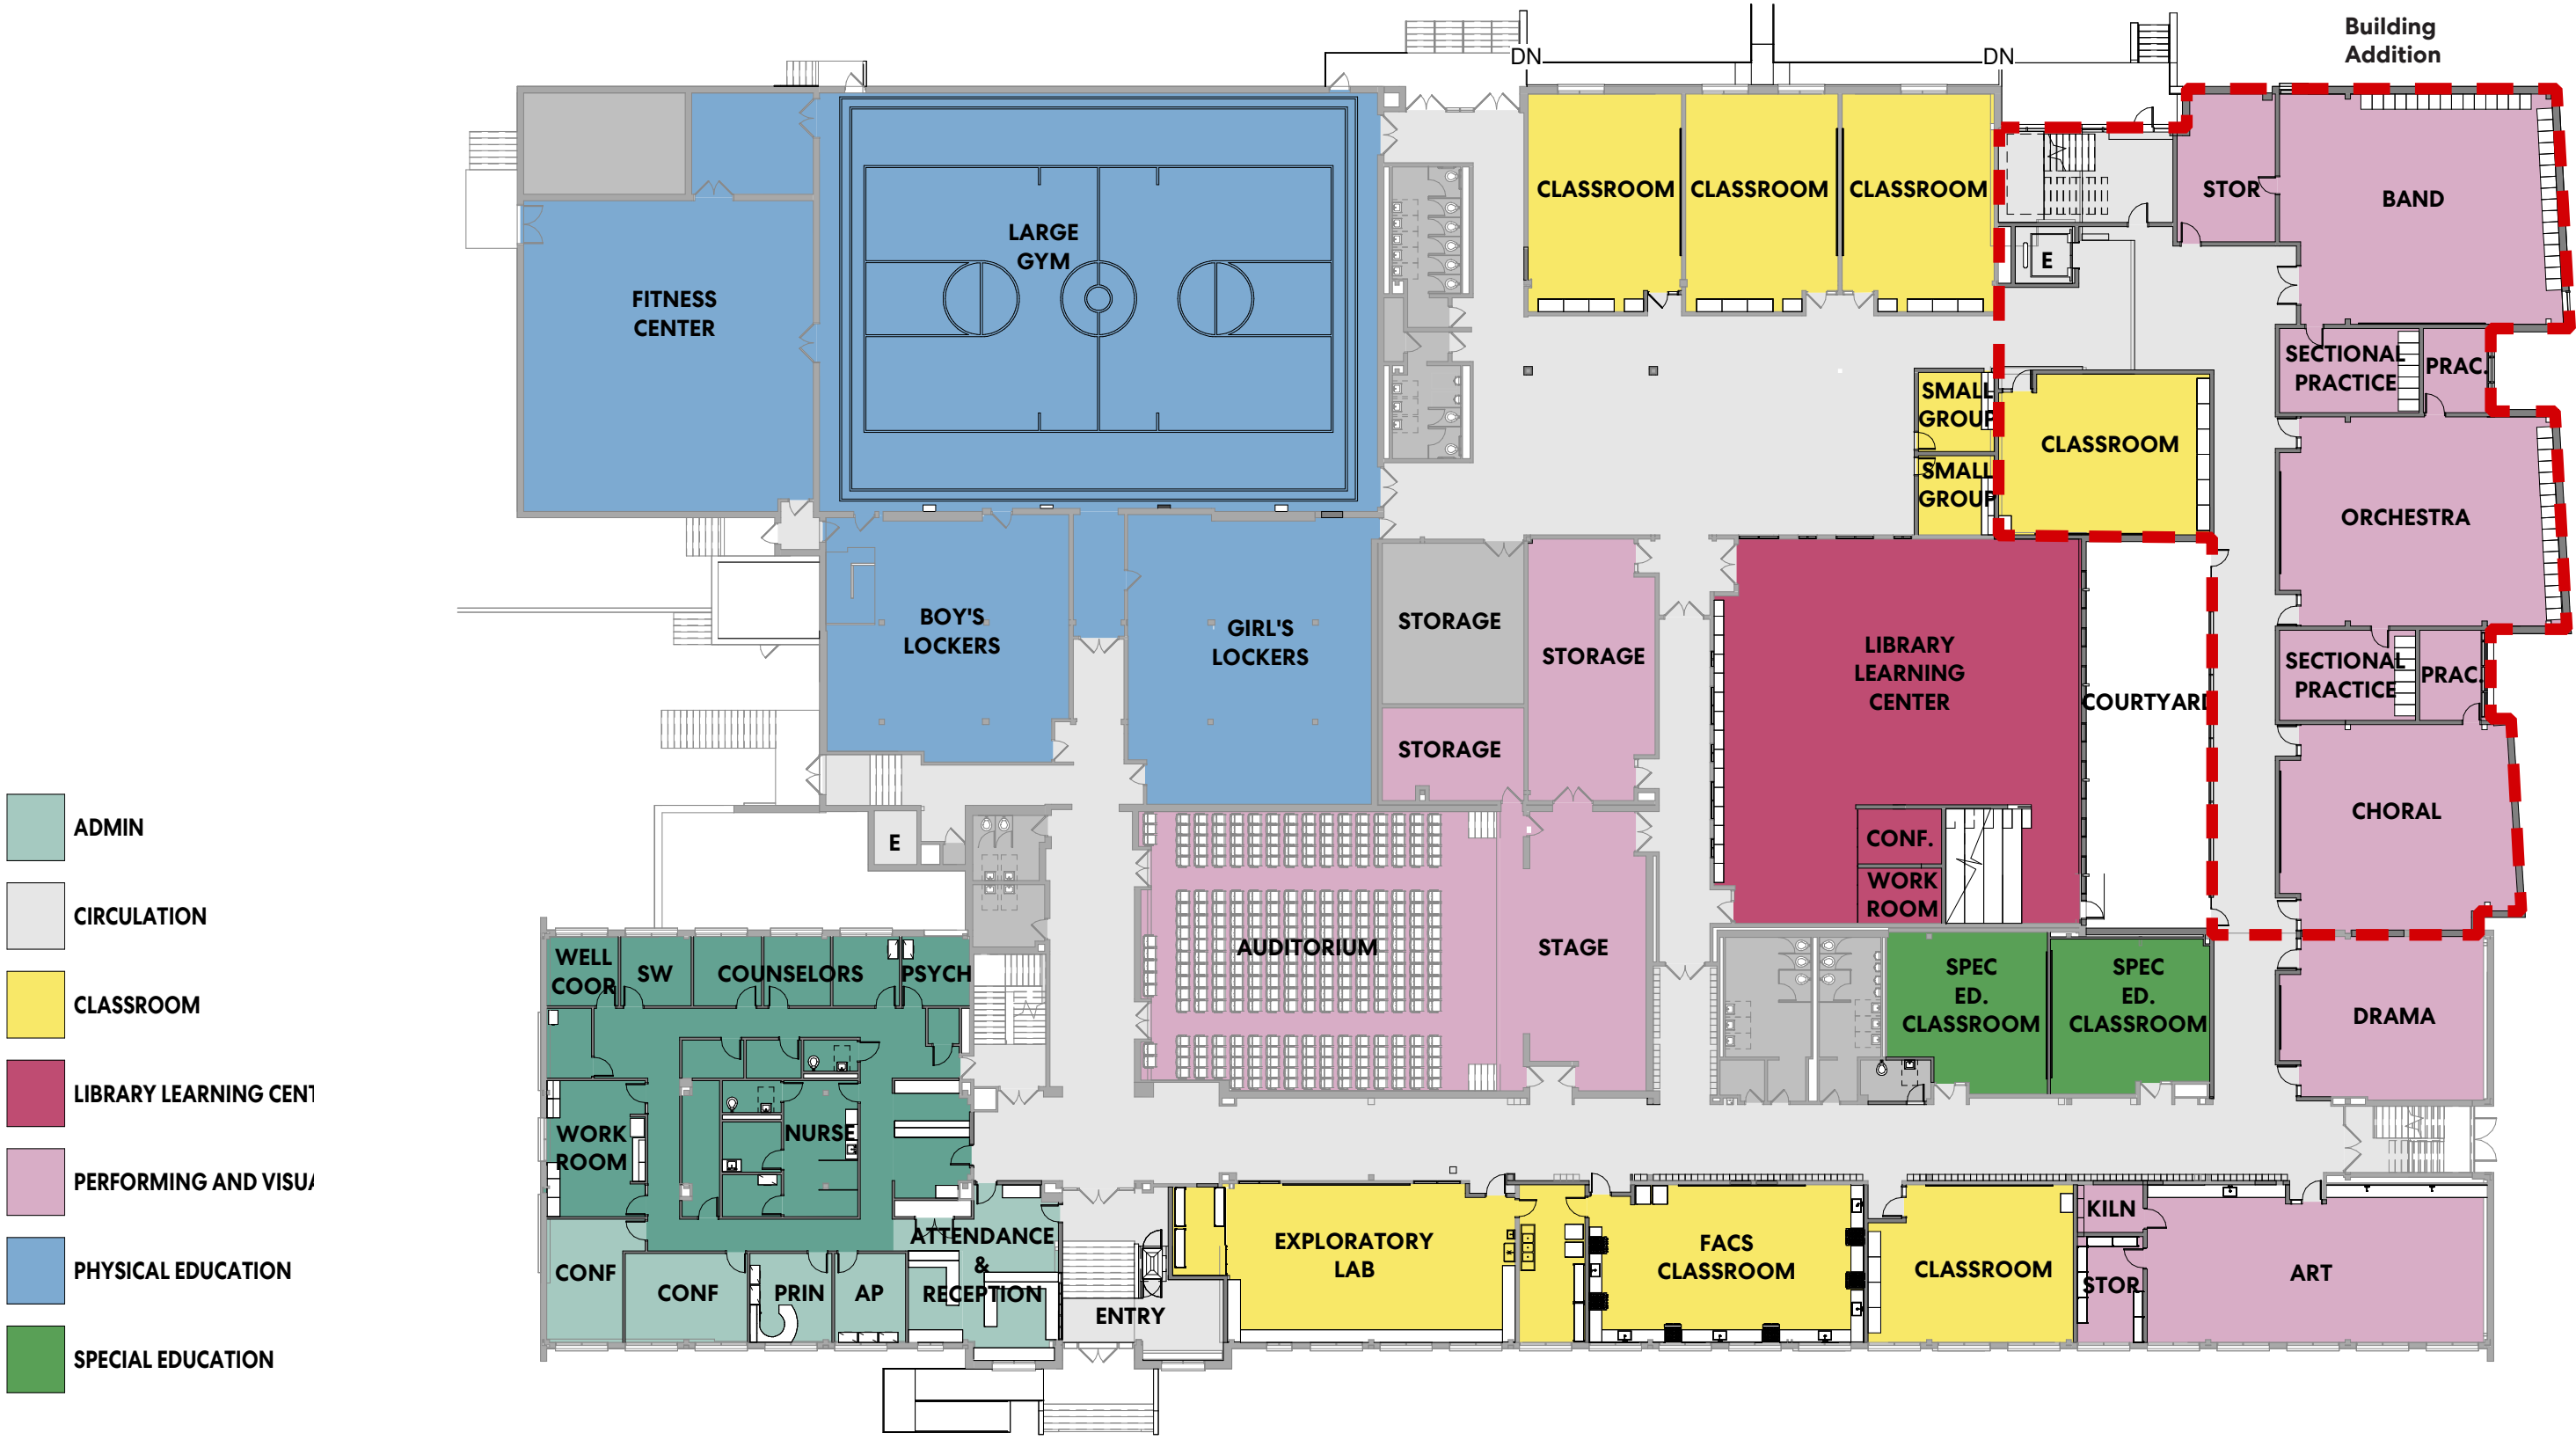 Building
Addition
DN
DN
CLASSROOM
CLASSROOM
CLASSROOM
STOR
BAND
LARGE
GYM
E
FITNESS
CENTER
SECTIONAL
PRACTICE
PRAC.
SMALL
GROUP
CLASSROOM
SMALL
GROUP
ORCHESTRA
BOY'S
LOCKERS
GIRL'S
LOCKERS
STORAGE
STORAGE
LIBRARY
LEARNING
CENTER
SECTIONAL
PRACTICE
PRAC.
COURTYARD
STORAGE
CHORAL
E
CONF.
WORK
ROOM
AUDITORIUM
STAGE
WELL
COOR
SW
COUNSELORS
PSYCH
SPEC
ED.
CLASSROOM
SPEC
ED.
CLASSROOM
DRAMA
WORK
ROOM
NURSE
KILN
ATTENDANCE
&
RECEPTION
EXPLORATORY
LAB
FACS
CLASSROOM
CLASSROOM
STOR
ART
CONF
CONF
PRIN
AP
ENTRY
ADMIN
CIRCULATION
CLASSROOM
LIBRARY LEARNING CENT
PERFORMING AND VISUA
PHYSICAL EDUCATION
SPECIAL EDUCATION